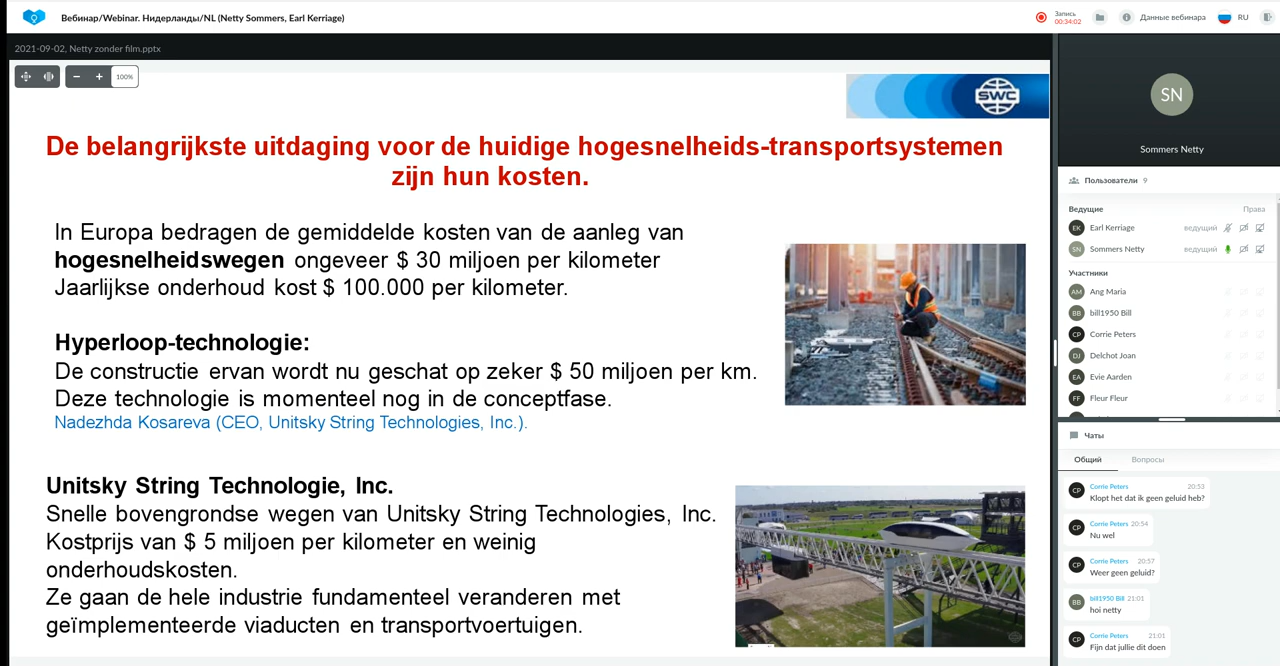 Вебинар/Webinar. Нидерланды/NL (Netty Sommers, Earl Kerriage)
Запись
00:34:02
Данные вебинара
RU
2021-09-02, Netty zonder film.pptx
100%
SWC
De belangrijkste uitdaging voor de huidige hogesnelheids-transportsystemen
zijn hun kosten.
In Europa bedragen de gemiddelde kosten van de aanleg van
hogesnelheidswegen ongeveer $ 30 miljoen per kilometer
Jaarlijkse onderhoud kost $ 100.000 per kilometer.
Hyperloop-technologie:
De constructie ervan wordt nu geschat op zeker $ 50 miljoen per km.
Deze technologie is momenteel nog in de conceptfase.
Nadezhda Kosareva (CEO, Unitsky String Technologies, Inc.).
Unitsky String Technologie, Inc.
Snelle bovengrondse wegen van Unitsky String Technologies, Inc.
Kostprijs van $ 5 miljoen per kilometer en weinig
onderhoudskosten.
Ze gaan de hele industrie fundamenteel veranderen met
geïmplementeerde viaducten en transportvoertuigen.
SN
Sommers Netty
Пользователи 9
Ведущие Права
EK Earl Kerriage ведущий
SN Sommers Netty ведущий
Участники
AM Ang Maria
BB bill1950 Bill
CP Corrie Peters
DJ Delchot Joan
EA Evie Aarden
FF Fleur Fleur
Чаты
Общий Вопросы
CP Corrie Peters 20:53
Klopt het dat ik geen geluid heb?
CP Corrie Peters 20:54
Nu wel
CP Corrie Peters 20:57
Weer geen geluid?
BB bill1950 Bill 21:01
hoi netty
CP Corrie Peters 21:01
Fijn dat jullie dit doen